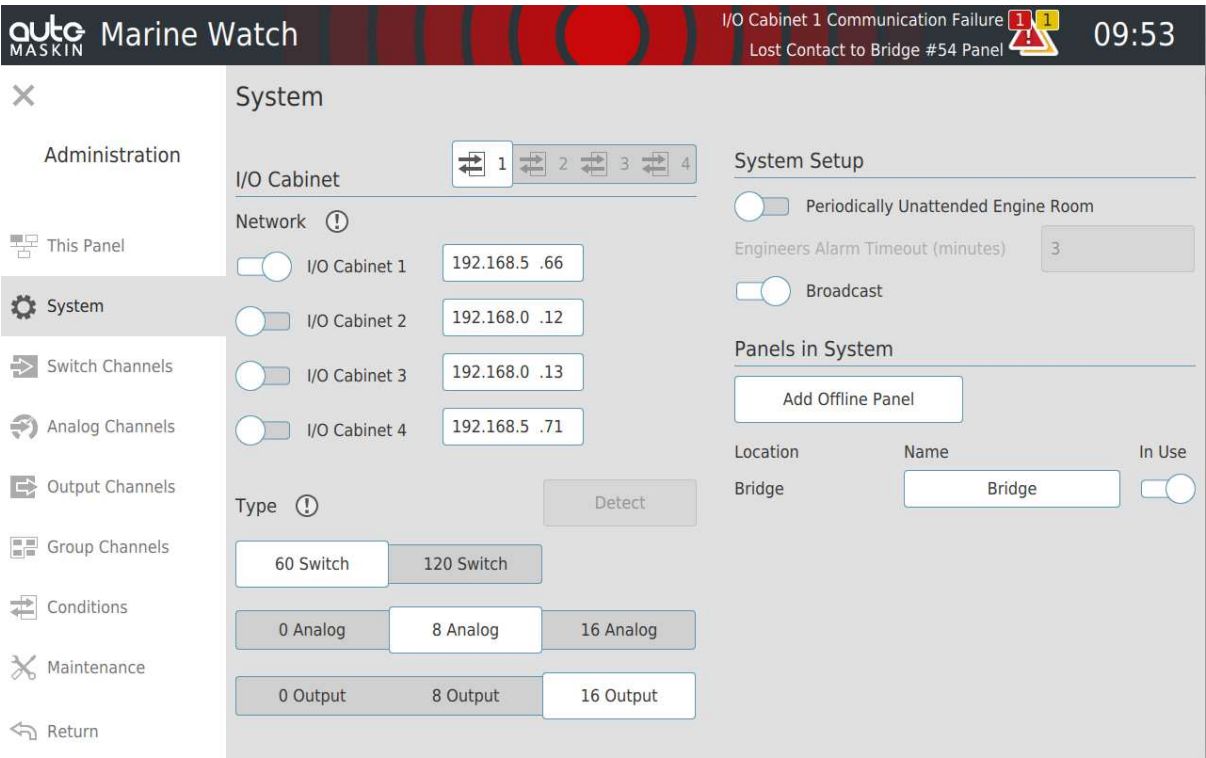 auto MASKIN Marine Watch
I/O Cabinet 1 Communication Failure 1 1
Lost Contact to Bridge #54 Panel
09:53
Administration
This Panel
System
Switch Channels
Analog Channels
Output Channels
Group Channels
Conditions
Maintenance
Return
System
I/O Cabinet 1 2 3 4
Network
I/O Cabinet 1 192.168.5 .66
I/O Cabinet 2 192.168.0 .12
I/O Cabinet 3 192.168.0 .13
I/O Cabinet 4 192.168.5 .71
Type Detect
60 Switch 120 Switch
0 Analog 8 Analog 16 Analog
0 Output 8 Output 16 Output
System Setup
Periodically Unattended Engine Room
Engineers Alarm Timeout (minutes) 3
Broadcast
Panels in System
Add Offline Panel
Location Name In Use
Bridge Bridge